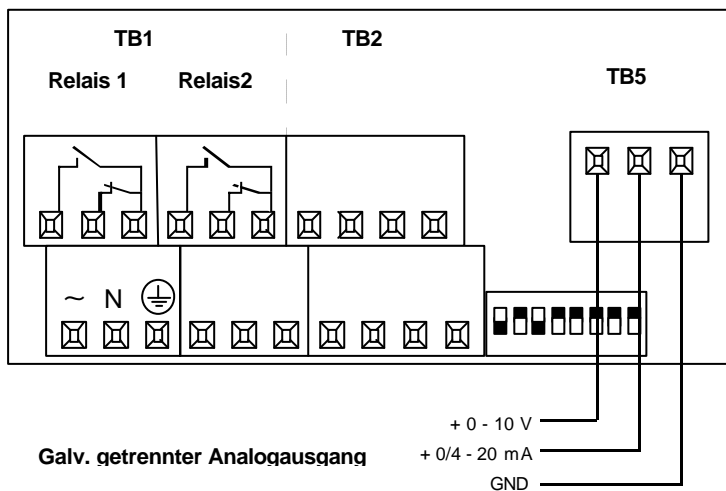 TB1
TB2
Relais 1
Relais2
TB5
~ N
+ 0 - 10 V
Galv. getrennter Analogausgang
+ 0/4 - 20 mA
GND